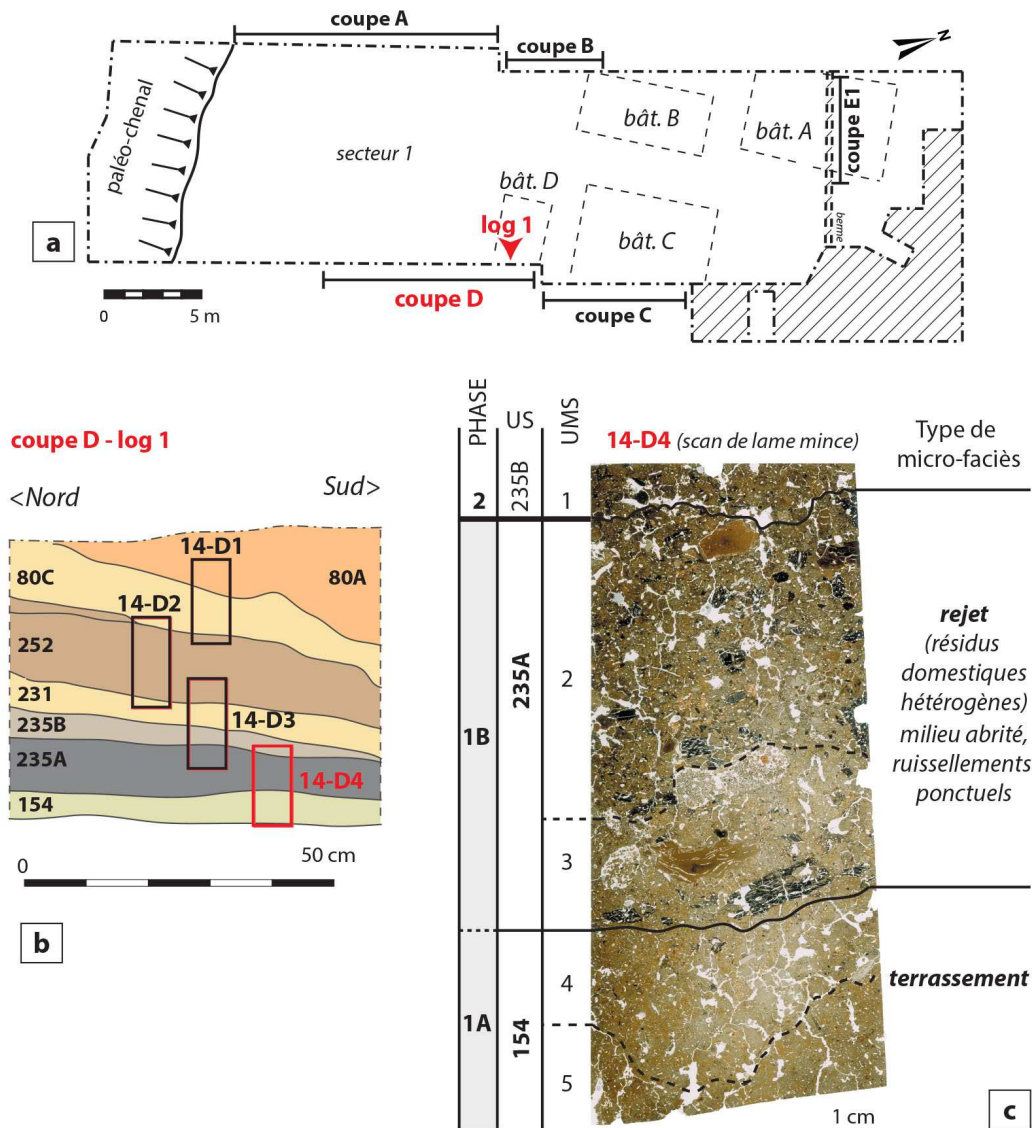 coupe A
coupe B
N
paléo-chenal
bât. B
bât. A
coupe E1
secteur 1
bât. D
log 1
bât. C
berme
a
coupe D
coupe C
0 5 m
coupe D - log 1
<Nord Sud>
14-D1
80C 80A
14-D2
252
231
14-D3
235B
235A
14-D4
154
0 50 cm
b
PHASE US UMS
14-D4 (scan de lame mince)
Type de
micro-faciès
2 235B 1
1B 235A 2
rejet
(résidus
domestiques
hétérogènes)
milieu abrité,
ruissellements
ponctuels
3
4
terrassement
1A 154
5
1 cm
c